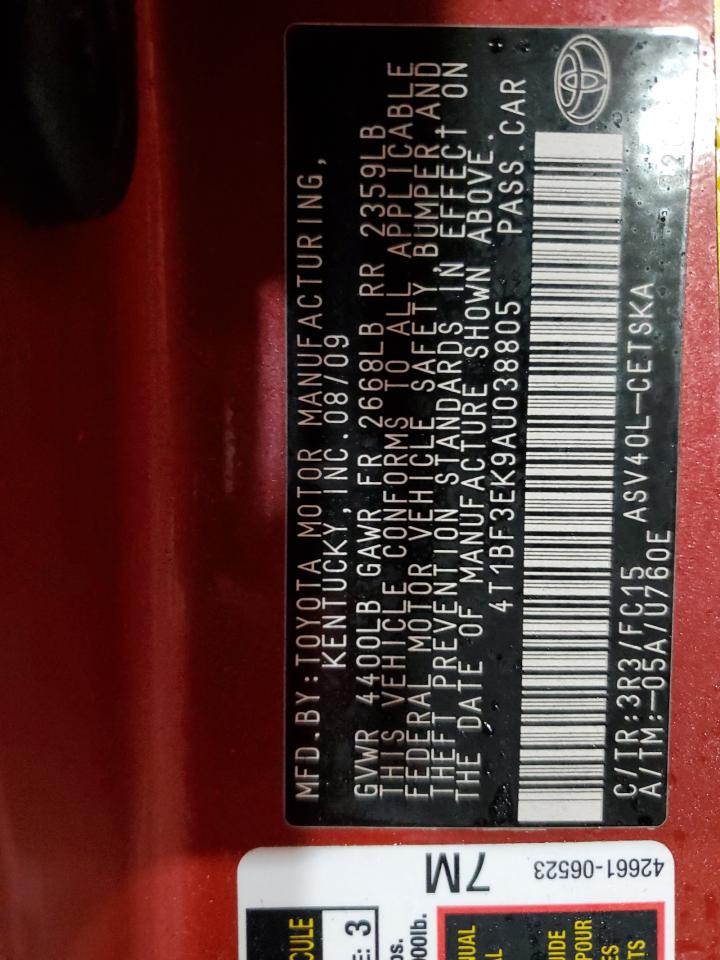 MFD.BY:TOYOTA MOTOR MANUFACTURING,
KENTUCKY,INC.08/09
GVWR 4400LB GAWR FR 2668LB RR 2359LB
THIS VEHICLE CONFORMS TO ALL APPLICABLE
FEDERAL MOTOR VEHICLE SAFETY, BUMPER, AND
THEFT PREVENTION STANDARDS IN EFFECT ON
THE DATE OF MANUFACTURE SHOWN ABOVE.
4T1BF3EK9AU038805 PASS.CAR
C/TR:3R3/FC15 ASV40L-CETSKA
A/TM:-05A/U760E
7M
42661-06523